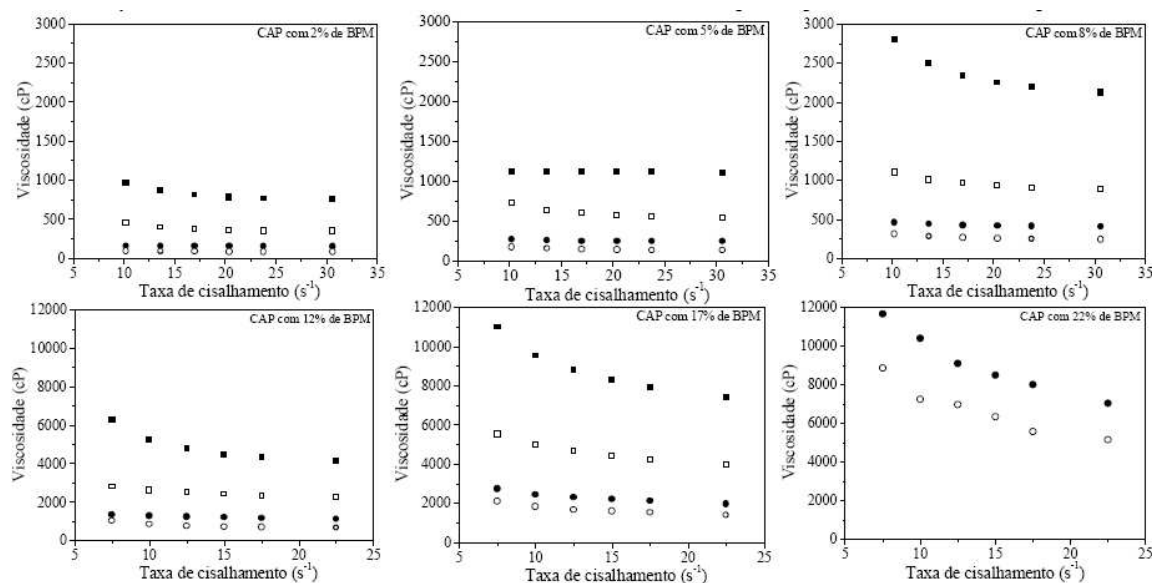 3000
2500
2000
1500
1000
500
0
Viscosidade (cP)
CAP com 2% de BPM
5 10 15 20 25 30 35
Taxa de cisalhamento (s⁻¹)
3000
2500
2000
1500
1000
500
0
Viscosidade (cP)
CAP com 5% de BPM
5 10 15 20 25 30 35
Taxa de cisalhamento (s⁻¹)
3000
2500
2000
1500
1000
500
0
Viscosidade (cP)
CAP com 8% de BPM
5 10 15 20 25 30 35
Taxa de cisalhamento (s⁻¹)
12000
10000
8000
6000
4000
2000
0
Viscosidade (cP)
CAP com 12% de BPM
5 10 15 20 25
Taxa de cisalhamento (s⁻¹)
12000
10000
8000
6000
4000
2000
0
Viscosidade (cP)
CAP com 17% de BPM
5 10 15 20 25
Taxa de cisalhamento (s⁻¹)
12000
10000
8000
6000
4000
2000
0
Viscosidade (cP)
CAP com 22% de BPM
5 10 15 20 25
Taxa de cisalhamento (s⁻¹)